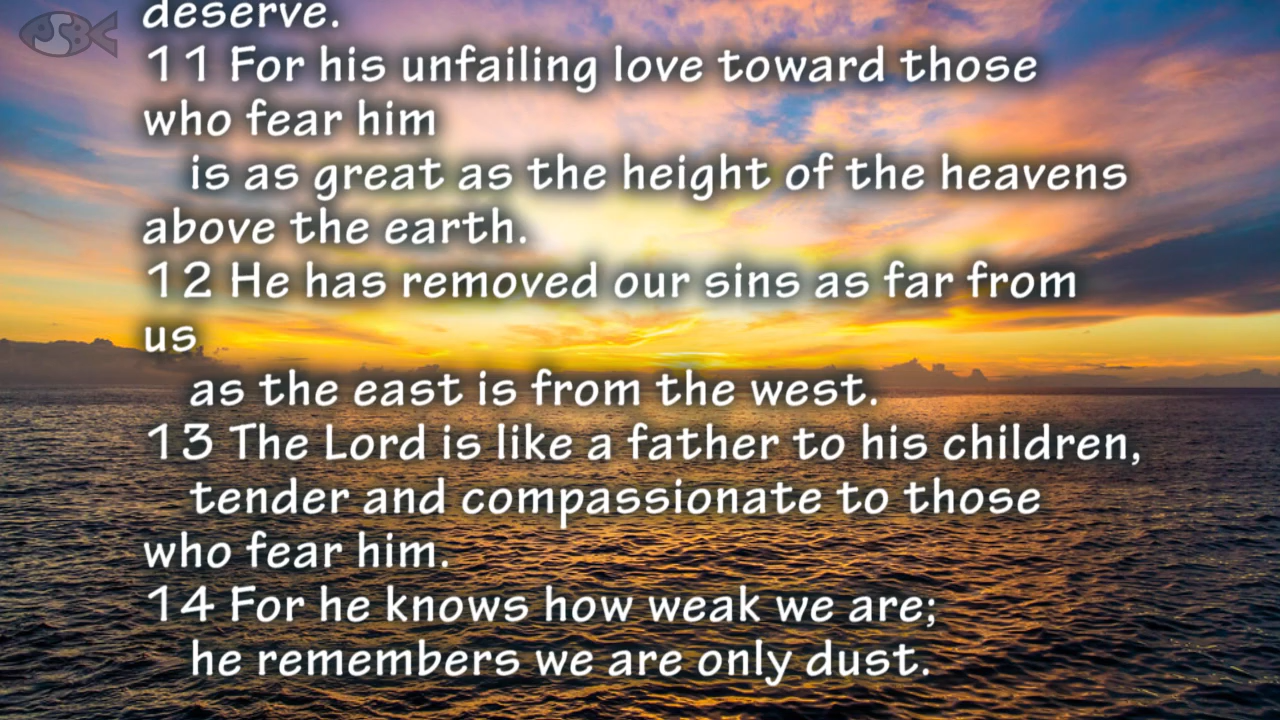 deserve.
11 For his unfailing love toward those
who fear him
is as great as the height of the heavens
above the earth.
12 He has removed our sins as far from
us
as the east is from the west.
13 The Lord is like a father to his children,
tender and compassionate to those
who fear him.
14 For he knows how weak we are;
he remembers we are only dust.